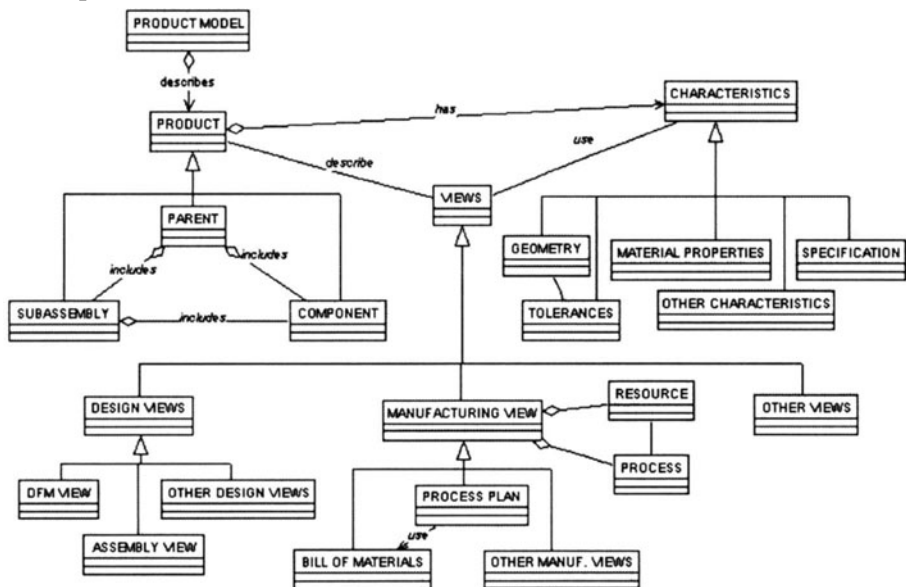 PRODUCT MODEL
describes
PRODUCT
has
CHARACTERISTICS
use
describe
VIEWS
PARENT
includes
includes
SUBASSEMBLY
includes
COMPONENT
GEOMETRY
MATERIAL PROPERTIES
SPECIFICATION
TOLERANCES
OTHER CHARACTERISTICS
DESIGN VIEWS
MANUFACTURING VIEW
RESOURCE
OTHER VIEWS
PROCESS
DFM VIEW
OTHER DESIGN VIEWS
PROCESS PLAN
ASSEMBLY VIEW
use
BILL OF MATERIALS
OTHER MANUF. VIEWS